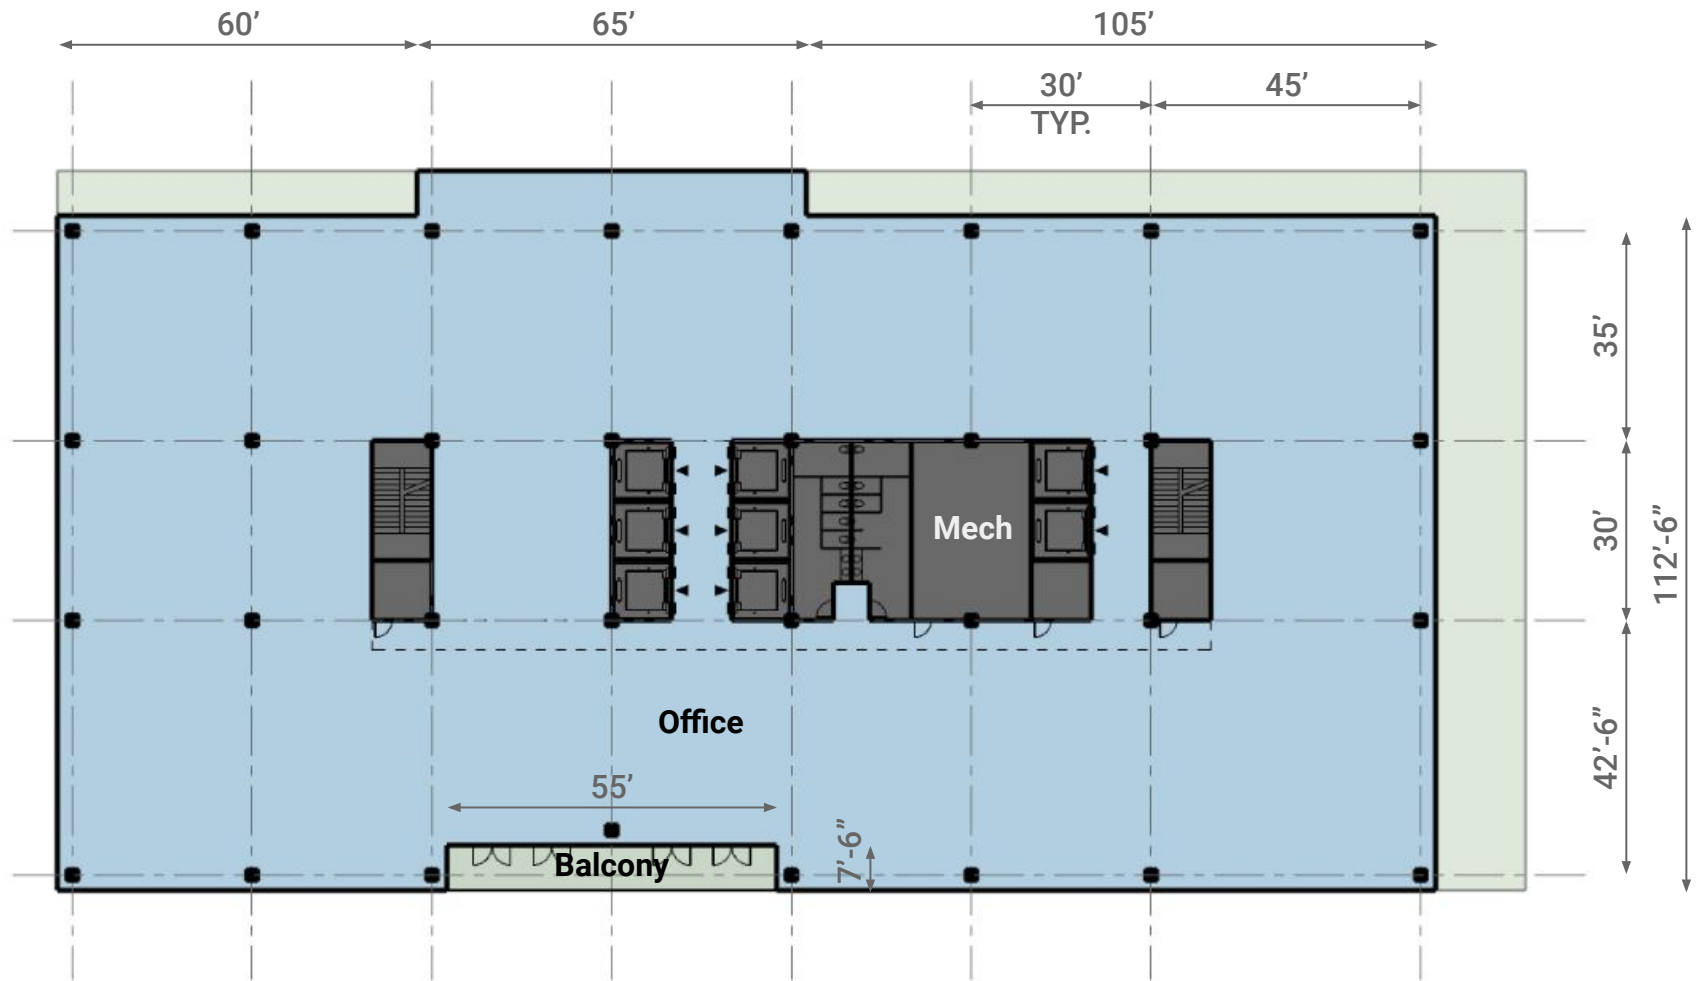 60’
65’
105’
30’
TYP.
45’
35’
30’
112’-6”
Mech
Office
42’-6”
55’
7’-6”
Balcony